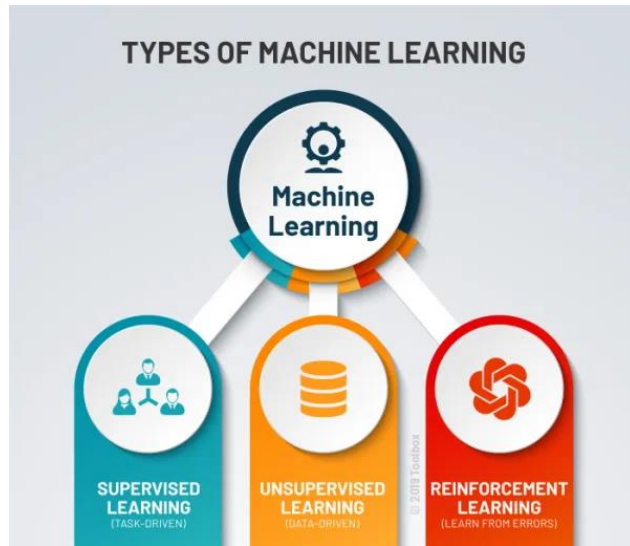 TYPES OF MACHINE LEARNING
Machine
Learning
SUPERVISED
LEARNING
(TASK-DRIVEN)
UNSUPERVISED
LEARNING
(DATA-DRIVEN)
© 2019 Toolbox
REINFORCEMENT
LEARNING
(LEARN FROM ERRORS)